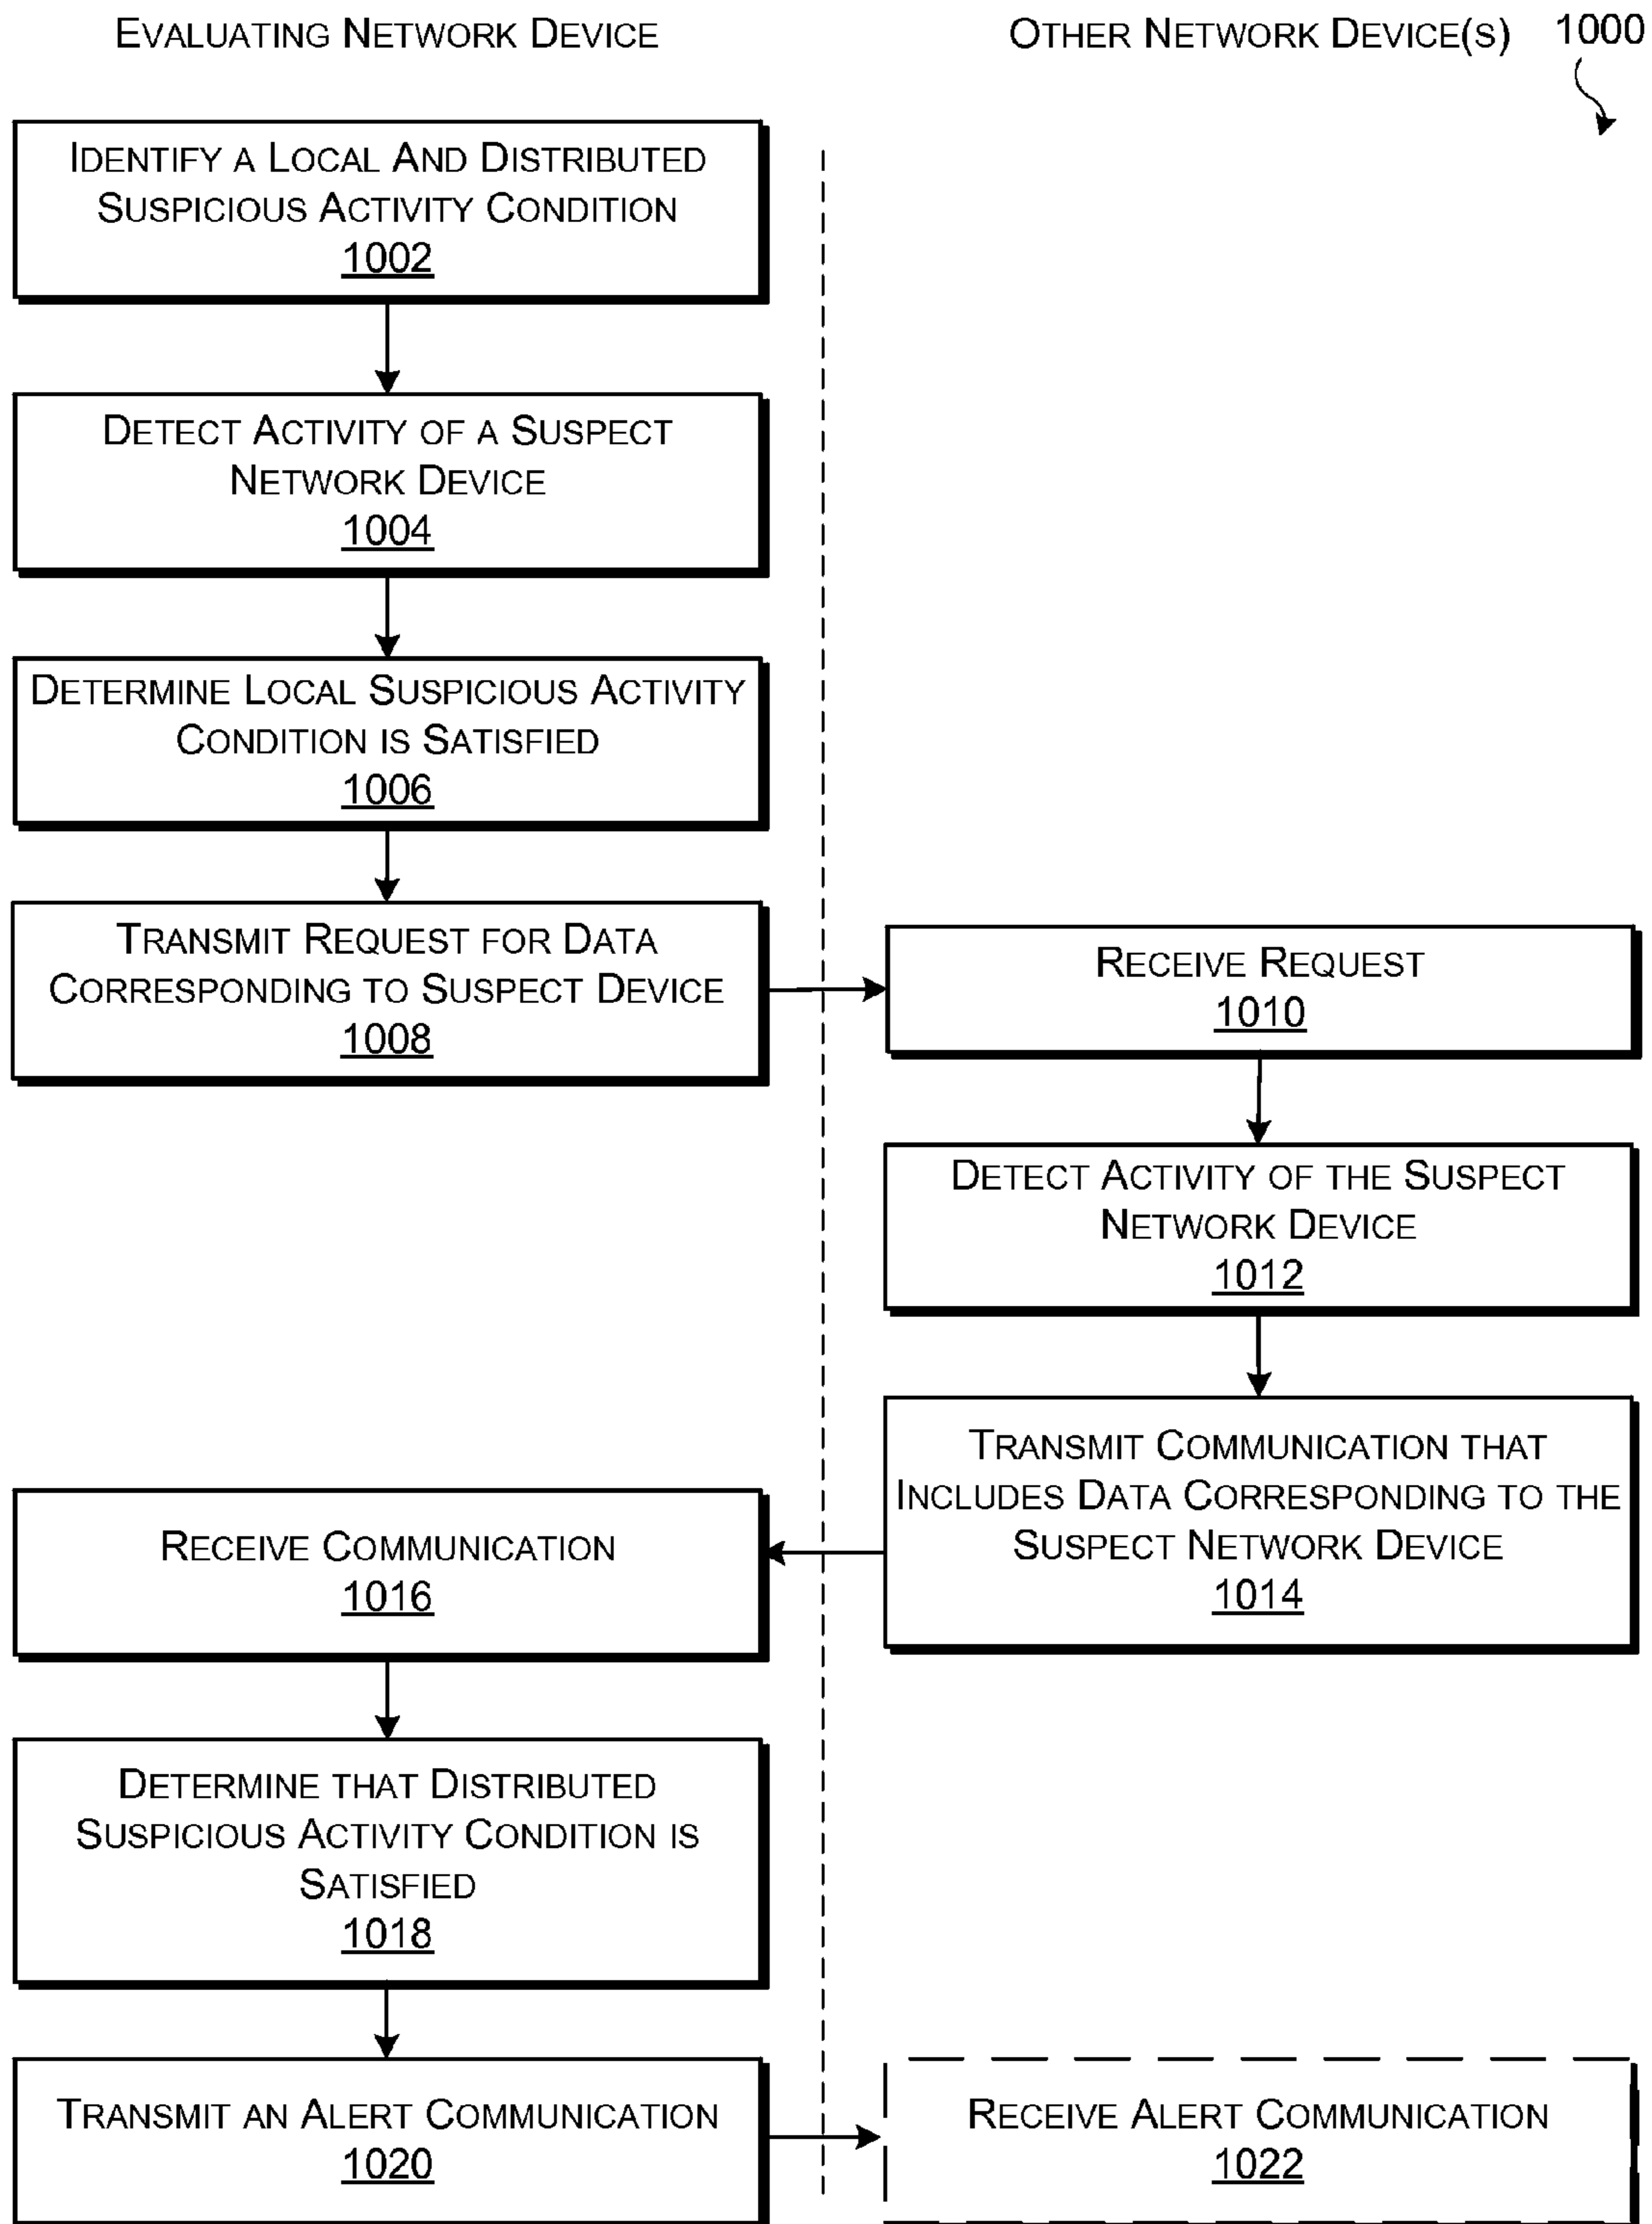 EVALUATING NETWORK DEVICE
OTHER NETWORK DEVICE(S)
1000
IDENTIFY A LOCAL AND DISTRIBUTED
SUSPICIOUS ACTIVITY CONDITION
1002
DETECT ACTIVITY OF A SUSPECT
NETWORK DEVICE
1004
DETERMINE LOCAL SUSPICIOUS ACTIVITY
CONDITION IS SATISFIED
1006
TRANSMIT REQUEST FOR DATA
CORRESPONDING TO SUSPECT DEVICE
1008
RECEIVE REQUEST
1010
DETECT ACTIVITY OF THE SUSPECT
NETWORK DEVICE
1012
TRANSMIT COMMUNICATION THAT
INCLUDES DATA CORRESPONDING TO THE
SUSPECT NETWORK DEVICE
1014
RECEIVE COMMUNICATION
1016
DETERMINE THAT DISTRIBUTED
SUSPICIOUS ACTIVITY CONDITION IS
SATISFIED
1018
TRANSMIT AN ALERT COMMUNICATION
1020
RECEIVE ALERT COMMUNICATION
1022